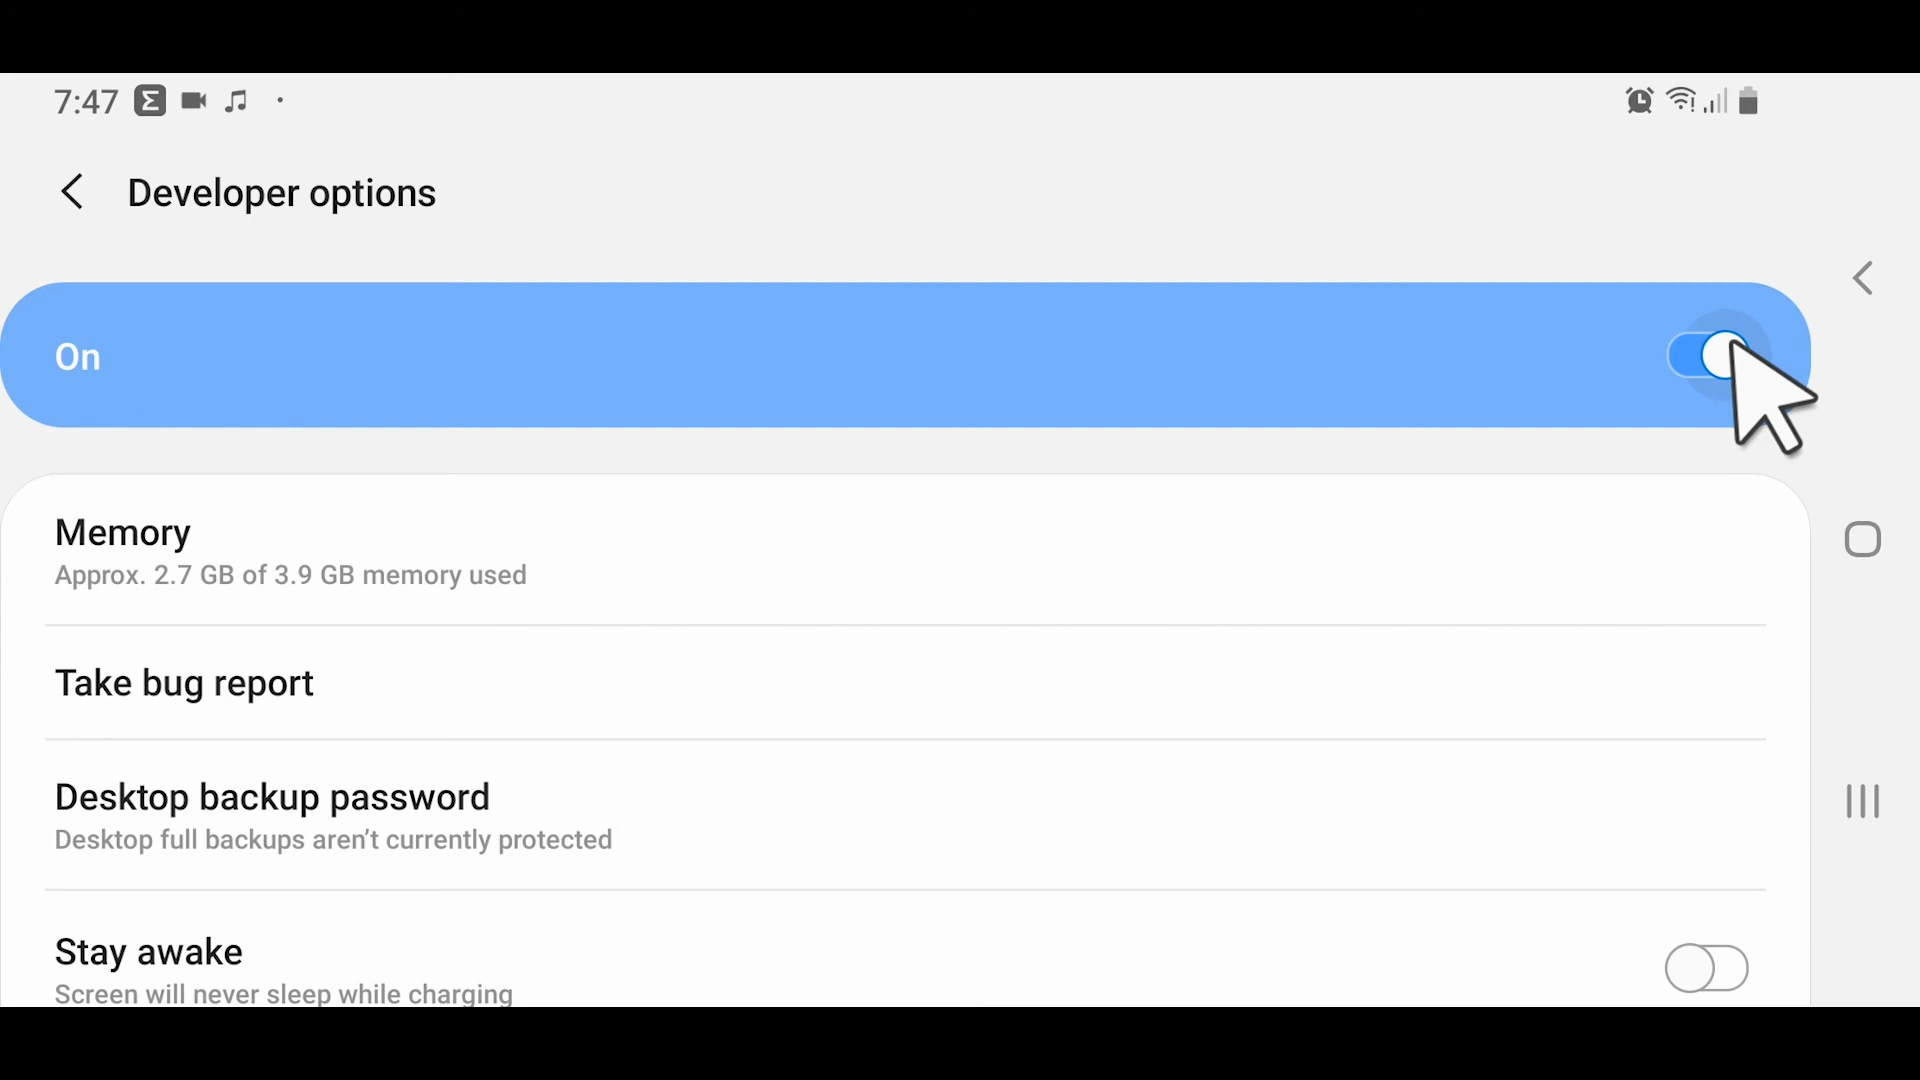 7:47
Developer options
On
Memory
Approx. 2.7 GB of 3.9 GB memory used
Take bug report
Desktop backup password
Desktop full backups aren't currently protected
Stay awake
Screen will never sleep while charging